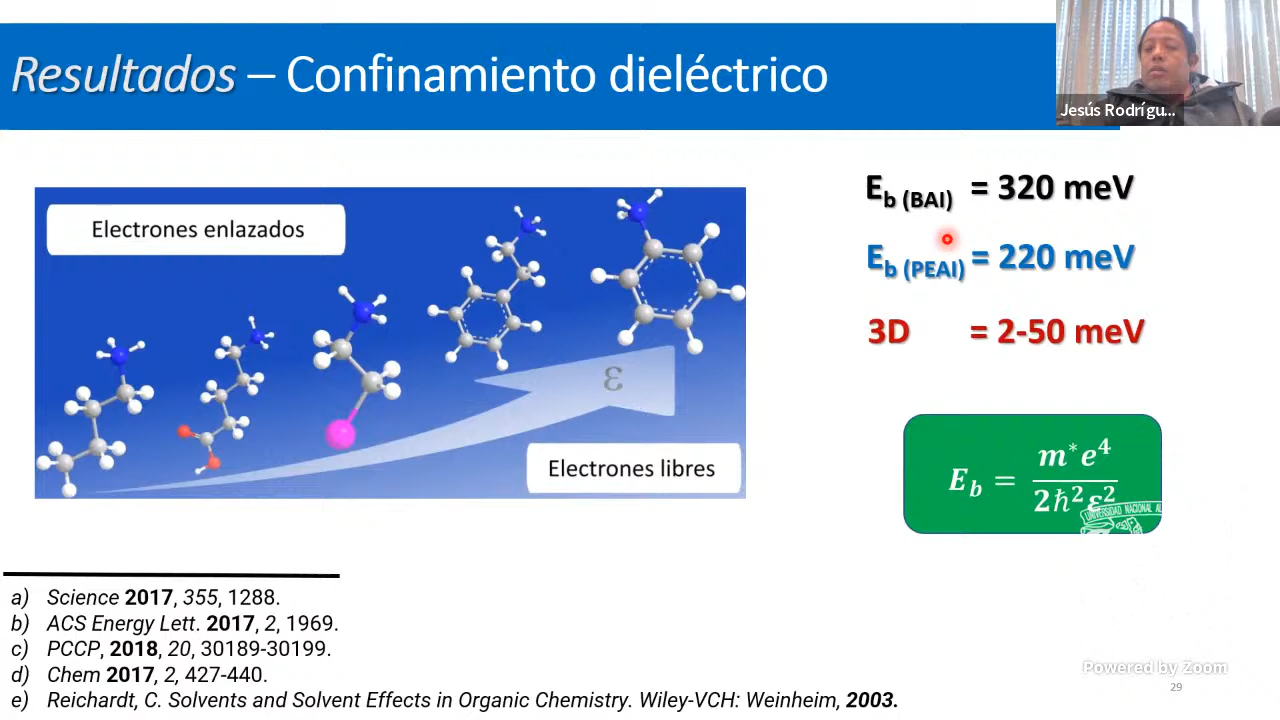 Resultados – Confinamiento dieléctrico
Jesús Rodrígu...
Electrones enlazados
ε
Electrones libres
E_b (BAI) = 320 meV
E_b (PEAI) = 220 meV
3D = 2-50 meV
E_b = m*e⁴ / 2ℏ²ε²
UNIVERSIDAD NACIONAL
a) Science 2017, 355, 1288.
b) ACS Energy Lett. 2017, 2, 1969.
c) PCCP, 2018, 20, 30189-30199.
d) Chem 2017, 2, 427-440.
e) Reichardt, C. Solvents and Solvent Effects in Organic Chemistry. Wiley-VCH: Weinheim, 2003.
Powered by Zoom
29